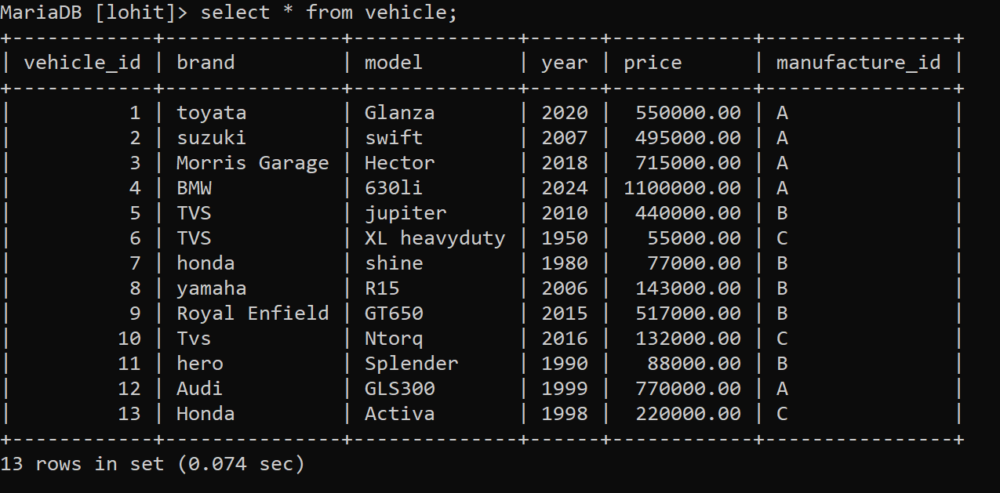 MariaDB [lohit]> select * from vehicle;
+------------+---------------+--------------+------+------------+----------------+
| vehicle_id | brand         | model        | year | price      | manufacture_id |
+------------+---------------+--------------+------+------------+----------------+
|          1 | toyata        | Glanza       | 2020 |  550000.00 | A              |
|          2 | suzuki        | swift        | 2007 |  495000.00 | A              |
|          3 | Morris Garage | Hector       | 2018 |  715000.00 | A              |
|          4 | BMW           | 630li        | 2024 | 1100000.00 | A              |
|          5 | TVS           | jupiter      | 2010 |  440000.00 | B              |
|          6 | TVS           | XL heavyduty | 1950 |   55000.00 | C              |
|          7 | honda         | shine        | 1980 |   77000.00 | B              |
|          8 | yamaha        | R15          | 2006 |  143000.00 | B              |
|          9 | Royal Enfield | GT650        | 2015 |  517000.00 | B              |
|         10 | Tvs           | Ntorq        | 2016 |  132000.00 | C              |
|         11 | hero          | Splender     | 1990 |   88000.00 | B              |
|         12 | Audi          | GLS300       | 1999 |  770000.00 | A              |
|         13 | Honda         | Activa       | 1998 |  220000.00 | C              |
+------------+---------------+--------------+------+------------+----------------+
13 rows in set (0.074 sec)